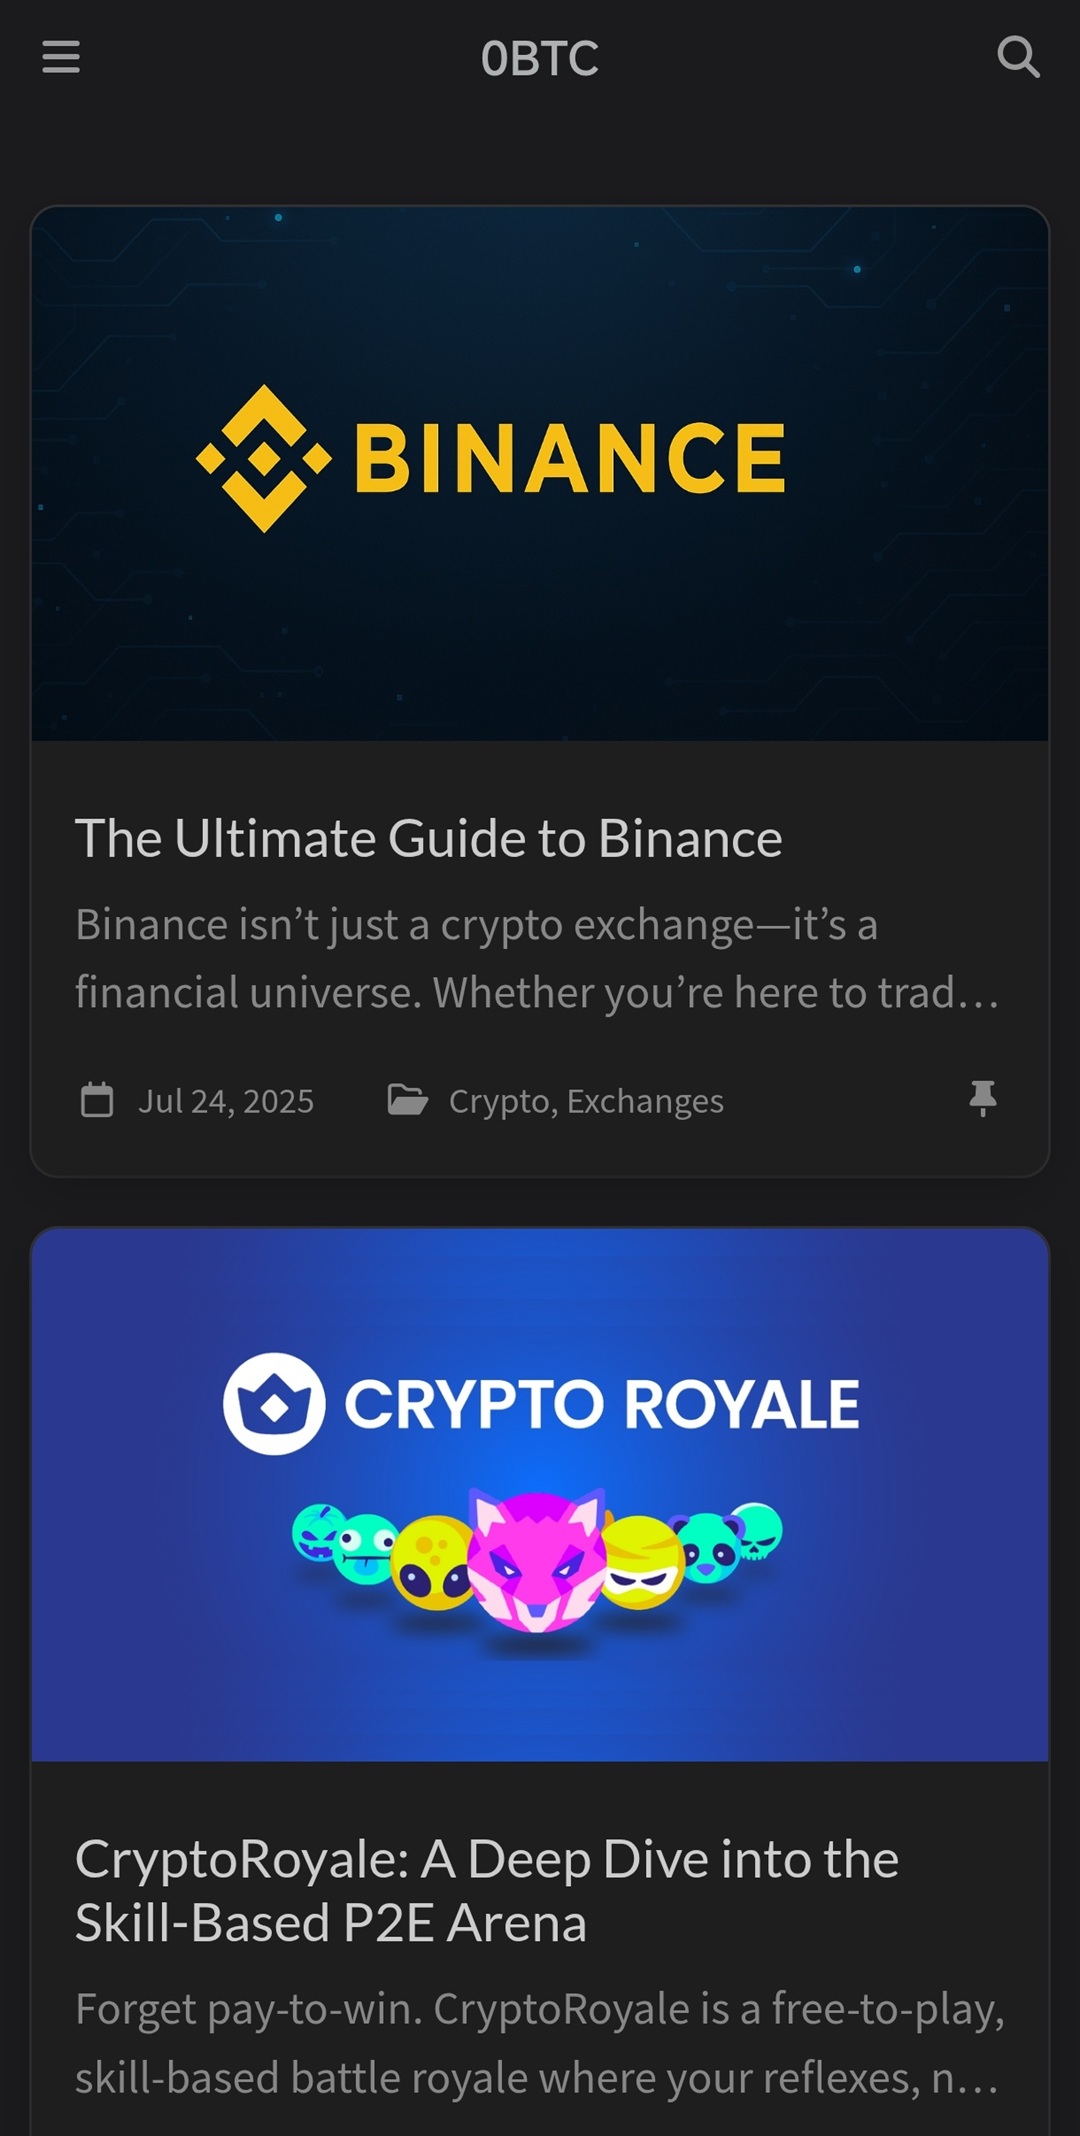 0BTC
BINANCE
The Ultimate Guide to Binance
Binance isn’t just a crypto exchange—it’s a
financial universe. Whether you’re here to trad…
Jul 24, 2025
Crypto, Exchanges
CRYPTO ROYALE
CryptoRoyale: A Deep Dive into the
Skill-Based P2E Arena
Forget pay-to-win. CryptoRoyale is a free-to-play,
skill-based battle royale where your reflexes, n…